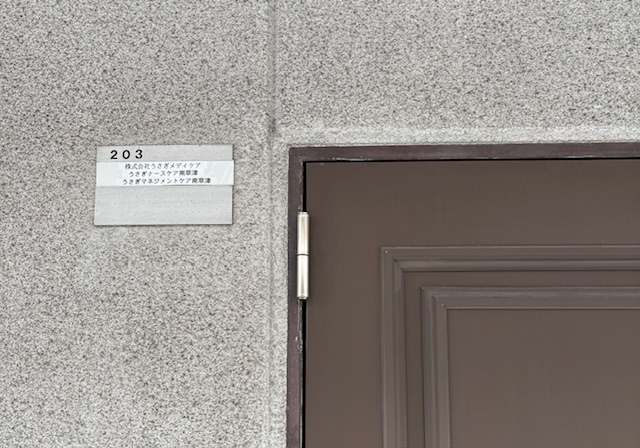 203
株式会社うさぎメディケア
うさぎナースケア南草津
うさぎマネジメントケア南草津